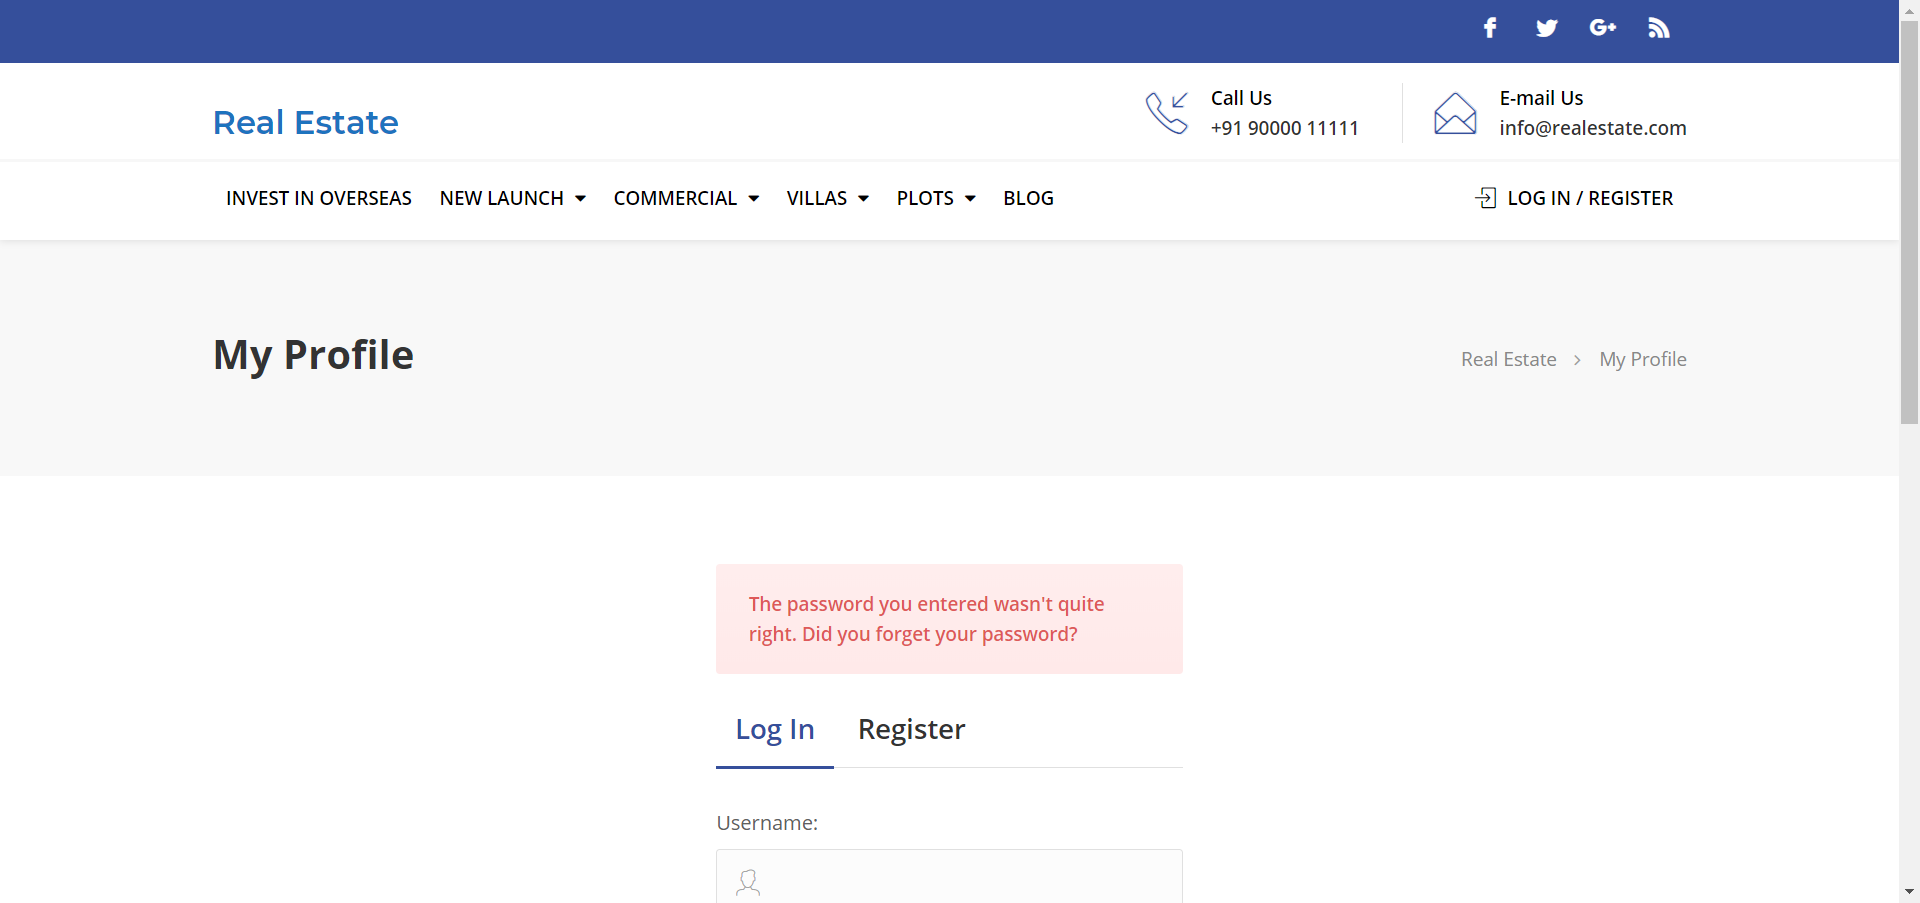 Real Estate
Call Us
+91 90000 11111
E-mail Us
info@realestate.com
INVEST IN OVERSEAS NEW LAUNCH COMMERCIAL VILLAS PLOTS BLOG LOG IN / REGISTER
My Profile
Real Estate > My Profile
The password you entered wasn't quite
right. Did you forget your password?
Log In Register
Username: